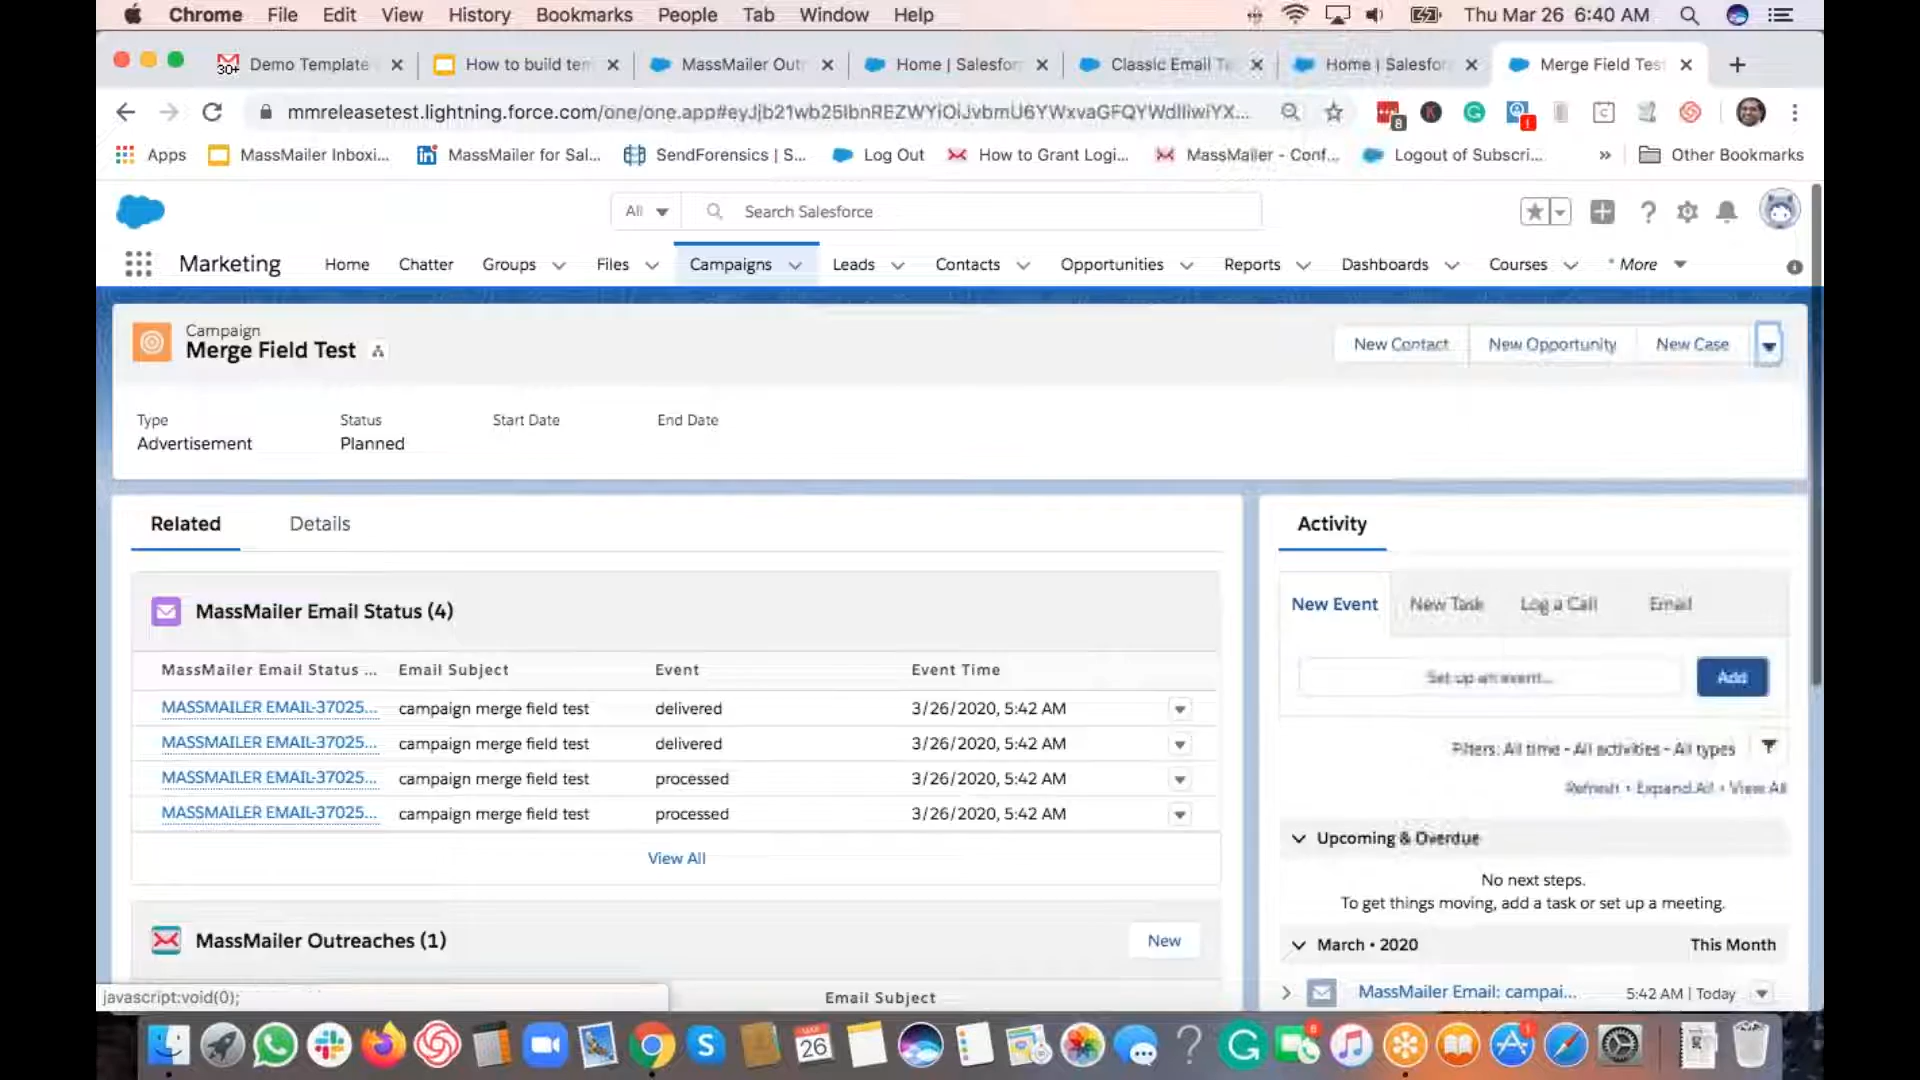 Chrome File Edit View History Bookmarks People Tab Window Help Thu Mar 26 6:40 AM
30+ Demo Template How to build tem MassMailer Out Home | Salesfor Classic Email Te Home | Salesfor Merge Field Test
mmreleasetest.lightning.force.com/one/one.app#
8 1
Apps MassMailer Inboxi... MassMailer for Sal... SendForensics | S... Log Out How to Grant Logi... MassMailer - Conf... Logout of Subscri... » Other Bookmarks
All Search Salesforce
Marketing Home Chatter Groups Files Campaigns Leads Contacts Opportunities Reports Dashboards Courses * More
Campaign
Merge Field Test
New Contact New Opportunity New Case
Type Status Start Date End Date
Advertisement Planned
Related Details
MassMailer Email Status (4)
MassMailer Email Status ... Email Subject Event Event Time
MASSMAILER EMAIL-37025... campaign merge field test delivered 3/26/2020, 5:42 AM
MASSMAILER EMAIL-37025... campaign merge field test delivered 3/26/2020, 5:42 AM
MASSMAILER EMAIL-37025... campaign merge field test processed 3/26/2020, 5:42 AM
MASSMAILER EMAIL-37025... campaign merge field test processed 3/26/2020, 5:42 AM
View All
MassMailer Outreaches (1) New
Email Subject
javascript:void(0);
Activity
New Event New Task Log a Call Email
Set up an event... Add
Filters: All time • All activities • All types
Refresh • Expand All • View All
Upcoming & Overdue
No next steps.
To get things moving, add a task or set up a meeting.
March • 2020 This Month
MassMailer Email: campai... 5:42 AM | Today
26